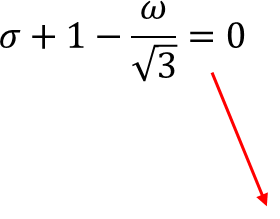 σ + 1 − ω/√3 = 0